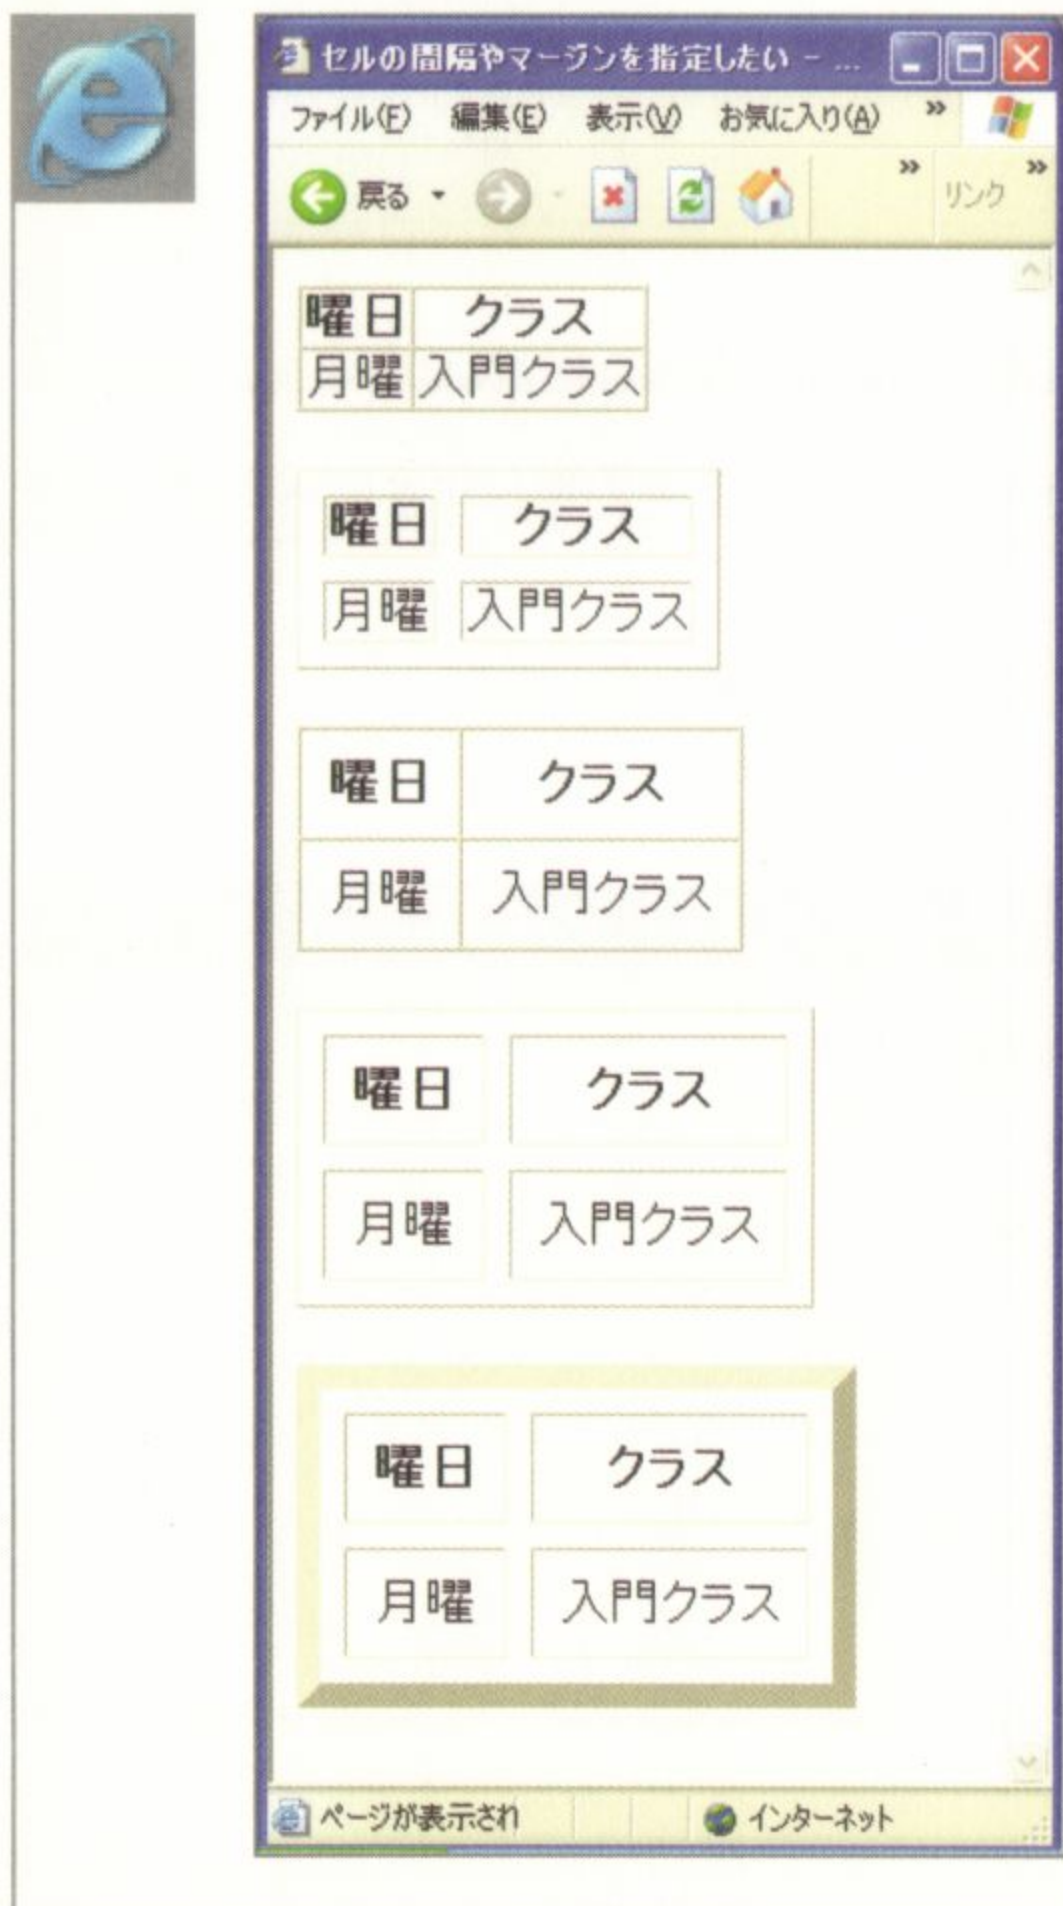 セルの間隔やマージンを指定したい - ...
ファイル(F) 編集(E) 表示(V) お気に入り(A) »
戻る » リンク »
曜日 クラス
月曜 入門クラス
曜日 クラス
月曜 入門クラス
曜日 クラス
月曜 入門クラス
曜日 クラス
月曜 入門クラス
曜日 クラス
月曜 入門クラス
ページが表示され インターネット